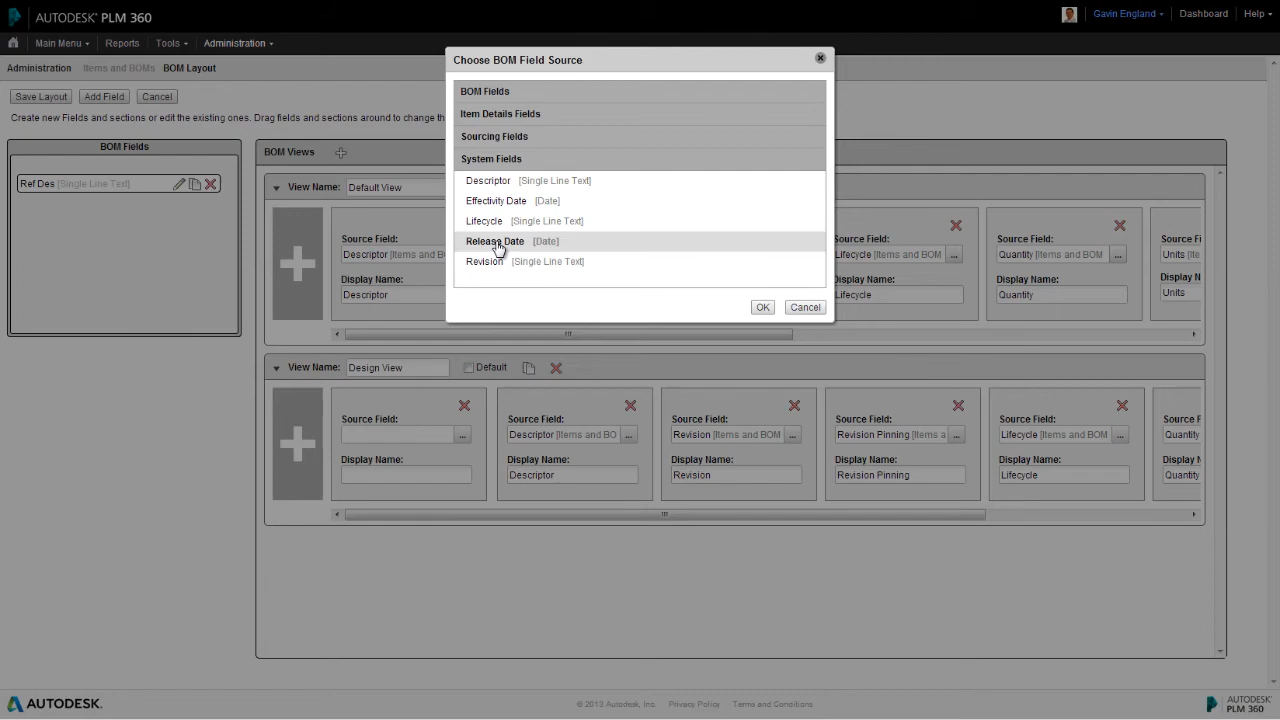 AUTODESK® PLM 360
Gavin England
Dashboard
Help
Main Menu
Reports
Tools
Administration
Administration
Items and BOMs
BOM Layout
Save Layout
Add Field
Cancel
Create new Fields and sections or edit the existing ones. Drag fields and sections around to change th
Choose BOM Field Source
BOM Fields
Item Details Fields
Sourcing Fields
System Fields
Descriptor [Single Line Text]
Effectivity Date [Date]
Lifecycle [Single Line Text]
Release Date [Date]
Revision [Single Line Text]
OK
Cancel
BOM Fields
Ref Des [Single Line Text]
BOM Views
View Name: Default View
Source Field:
Descriptor [Items and B
Display Name:
Descriptor
Source Field:
Lifecycle [Items and BOM ...
Display Name:
Lifecycle
Source Field:
Quantity [Items and BOM ...
Display Name:
Quantity
Source F
Units [Ite
Display N
Units
View Name: Design View
Default
Source Field:
...
Display Name:
Source Field:
Descriptor [Items and BO ...
Display Name:
Descriptor
Source Field:
Revision [Items and BOM ...
Display Name:
Revision
Source Field:
Revision Pinning [Items a ...
Display Name:
Revision Pinning
Source Field:
Lifecycle [Items and BOM ...
Display Name:
Lifecycle
Source F
Quantity
Display N
Quantity
AUTODESK.
© 2013 Autodesk, Inc.
Privacy Policy
Terms and Conditions
AUTODESK®
PLM 360